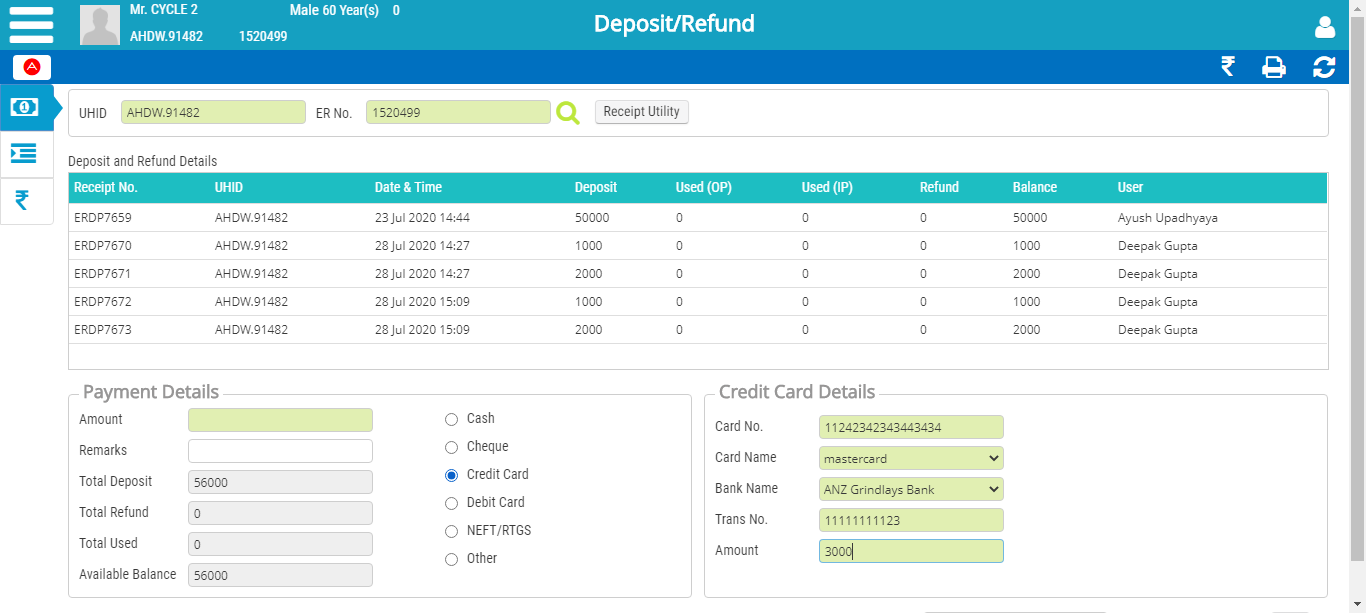 Mr. CYCLE 2 Male 60 Year(s) 0
AHDW.91482 1520499
Deposit/Refund
UHID AHDW.91482 ER No. 1520499 Receipt Utility
Deposit and Refund Details
Receipt No. UHID Date & Time Deposit Used (OP) Used (IP) Refund Balance User
ERDP7659 AHDW.91482 23 Jul 2020 14:44 50000 0 0 0 50000 Ayush Upadhyaya
ERDP7670 AHDW.91482 28 Jul 2020 14:27 1000 0 0 0 1000 Deepak Gupta
ERDP7671 AHDW.91482 28 Jul 2020 14:27 2000 0 0 0 2000 Deepak Gupta
ERDP7672 AHDW.91482 28 Jul 2020 15:09 1000 0 0 0 1000 Deepak Gupta
ERDP7673 AHDW.91482 28 Jul 2020 15:09 2000 0 0 0 2000 Deepak Gupta
Payment Details
Amount
Remarks
Total Deposit 56000
Total Refund 0
Total Used 0
Available Balance 56000
Cash
Cheque
Credit Card
Debit Card
NEFT/RTGS
Other
Credit Card Details
Card No. 11242342343443434
Card Name mastercard
Bank Name ANZ Grindlays Bank
Trans No. 11111111123
Amount 3000